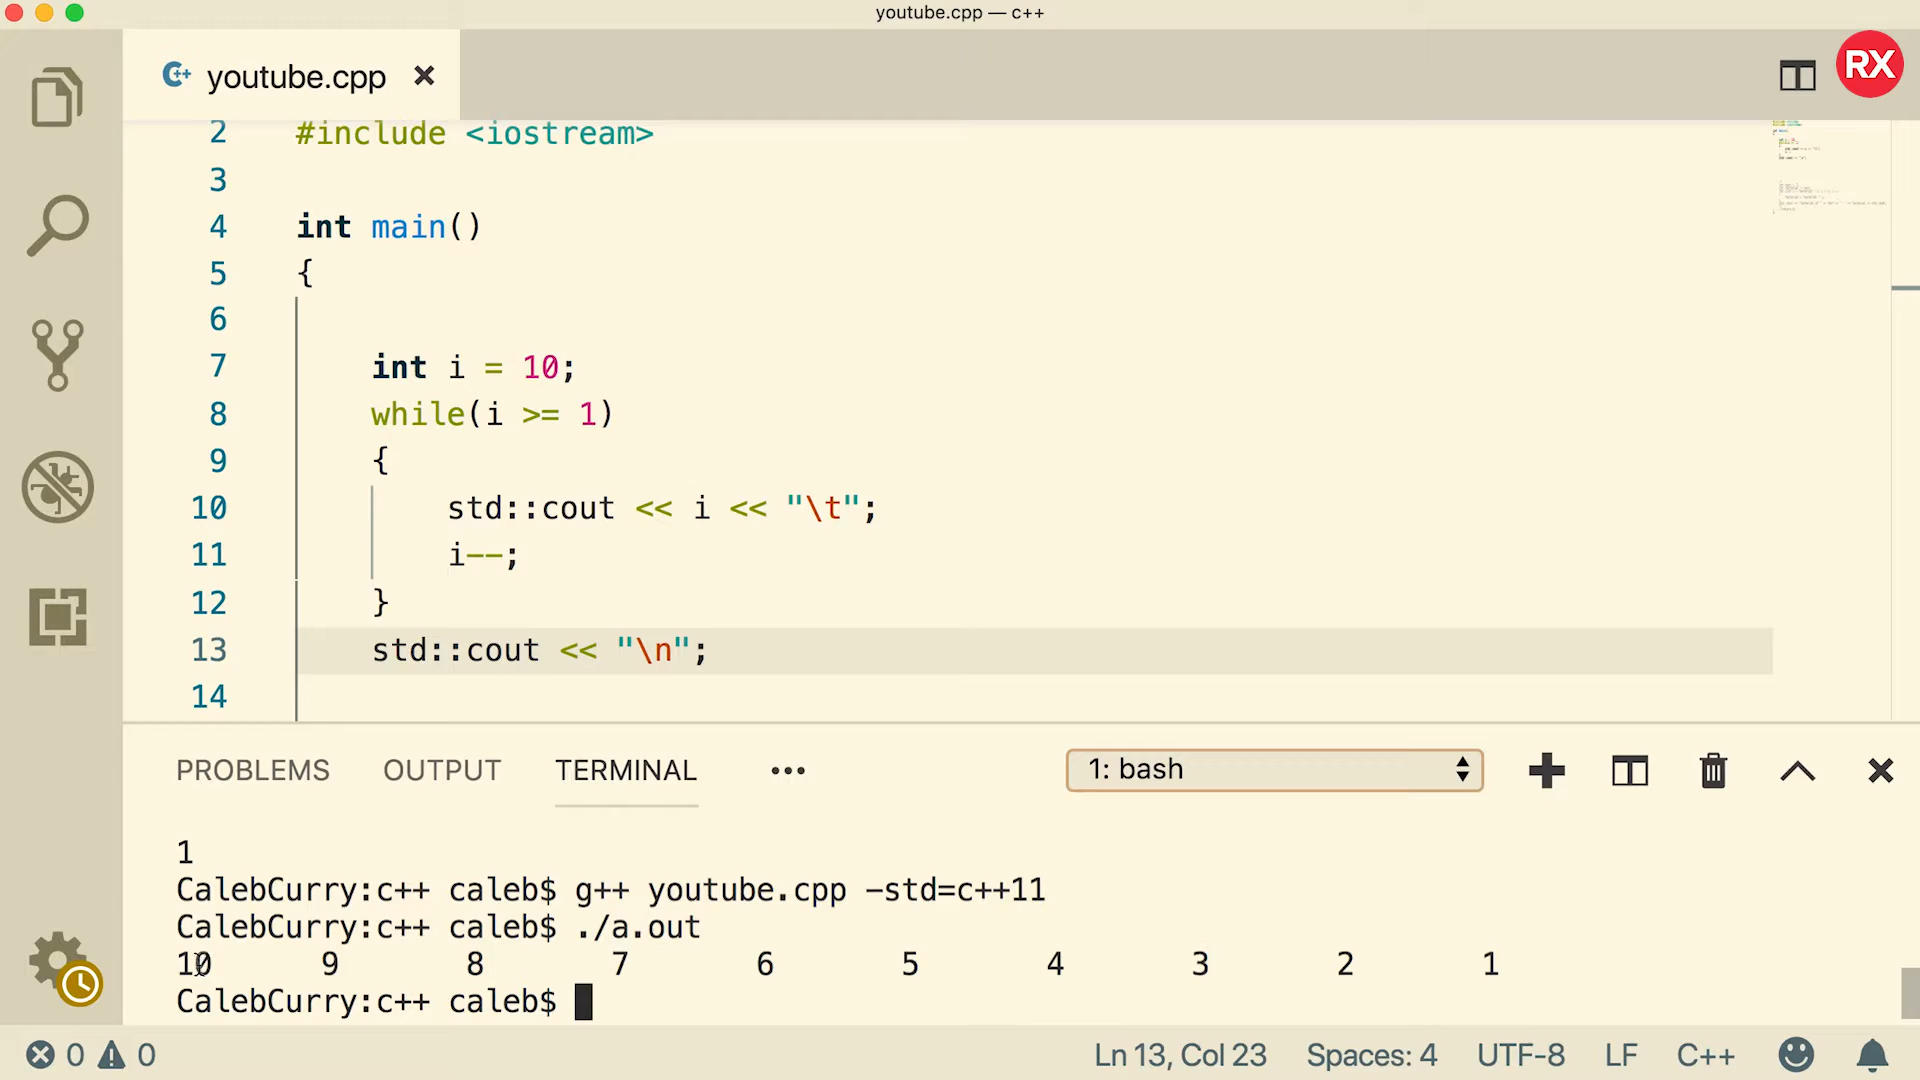 youtube.cpp — c++
youtube.cpp
RX
2 #include <iostream>
3
4 int main()
5 {
6
7 int i = 10;
8 while(i >= 1)
9 {
10 std::cout << i << "\t";
11 i--;
12 }
13 std::cout << "\n";
14
PROBLEMS OUTPUT TERMINAL ••• 1: bash
1
CalebCurry:c++ caleb$ g++ youtube.cpp -std=c++11
CalebCurry:c++ caleb$ ./a.out
10 9 8 7 6 5 4 3 2 1
CalebCurry:c++ caleb$
0 0 Ln 13, Col 23 Spaces: 4 UTF-8 LF C++